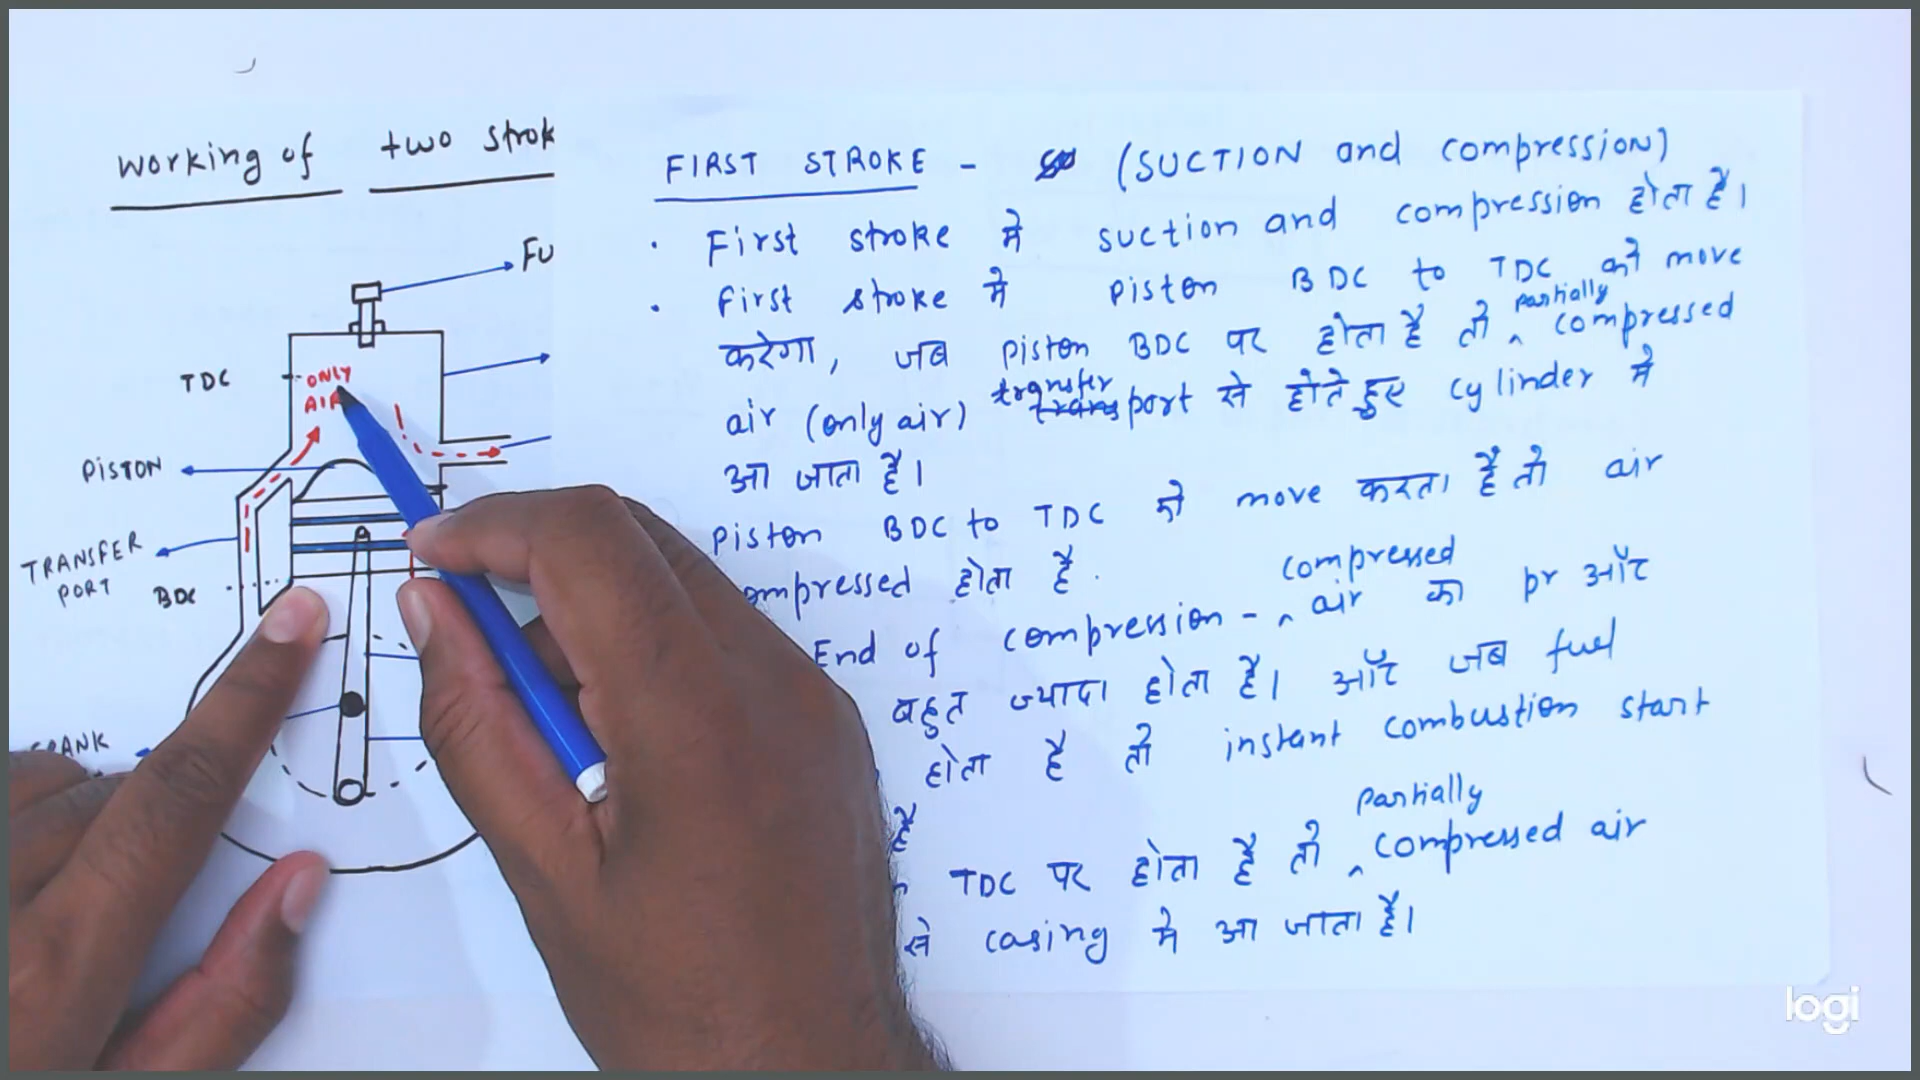 working of two strok
FU
TDC
ONLY
AIR
PISTON
TRANSFER
PORT
BDC
CRANK
FIRST STROKE - (SUCTION and compression)
• First stroke मे suction and compression होता है।
• First stroke मे piston BDC to TDC को move
करेगा, जब piston BDC पर होता है तो partially compressed
air (only air) transfer port से होते हुए cylinder मे
आ जाता है।
piston BDC to TDC को move करता है तो air
ompressed होता है.
End of compression - compressed air का pr और
बहुत ज्यादा होता है। और जब fuel
होता है तो instant combustion start
है
TDC पर होता है तो partially compressed air
से casing मे आ जाता है।
logi